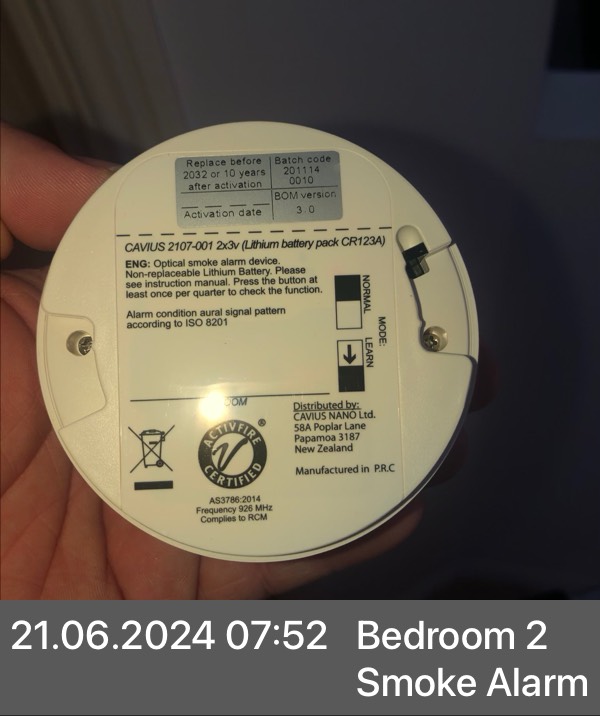 Replace before
2032 or 10 years
after activation
Activation date
Batch code
201114
0010
BOM version
3.0
CAVIUS 2107-001 2x3v (Lithium battery pack CR123A)
ENG: Optical smoke alarm device.
Non-replaceable Lithium Battery. Please
see instruction manual. Press the button at
least once per quarter to check the function.
Alarm condition aural signal pattern
according to ISO 8201
NORMAL
MODE:
LEARN
ACTIVFIRE
®
CERTIFIED
AS3786:2014
Frequency 926 MHz
Complies to RCM
Distributed by:
CAVIUS NANO Ltd.
58A Poplar Lane
Papamoa 3187
New Zealand
Manufactured in P.R.C
21.06.2024 07:52
Bedroom 2
Smoke Alarm